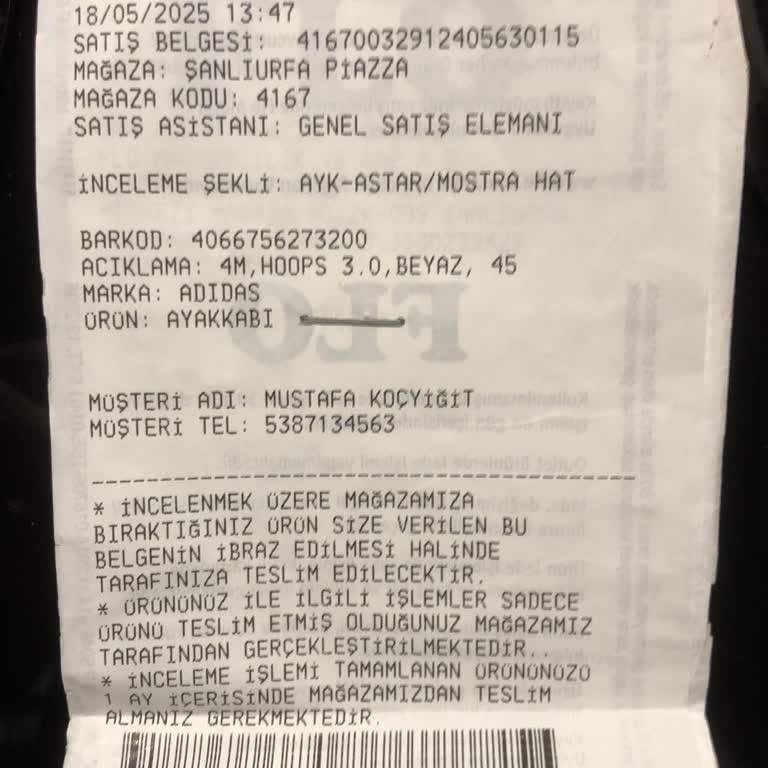 18/05/2025 13:47
SATIŞ BELGESİ: 41670032912405630115
MAĞAZA: ŞANLIURFA PİAZZA
MAĞAZA KODU: 4167
SATIŞ ASİSTANI: GENEL SATIŞ ELEMANI
İNCELEME ŞEKLİ: AYK-ASTAR/MOSTRA HAT
BARKOD: 4066756273200
ACIKLAMA: 4M,HOOPS 3.0,BEYAZ, 45
MARKA: ADIDAS
ÜRÜN: AYAKKABI
FLO
MÜŞTERİ ADI: MUSTAFA KOÇYİĞİT
MÜŞTERİ TEL: 5387134563
* İNCELENMEK ÜZERE MAĞAZAMIZA
BIRAKTIĞINIZ ÜRÜN SİZE VERİLEN BU
BELGENİN İBRAZ EDİLMESİ HALİNDE
TARAFINIZA TESLİM EDİLECEKTİR.
* ÜRÜNÜNÜZ İLE İLGİLİ İŞLEMLER SADECE
ÜRÜNÜ TESLİM ETMİŞ OLDUĞUNUZ MAĞAZAMIZ
TARAFINDAN GERÇEKLEŞTİRİLMEKTEDİR..
* İNCELEME İŞLEMİ TAMAMLANAN ÜRÜNÜNÜZÜ
1 AY İÇERİSİNDE MAĞAZAMIZDAN TESLİM
ALMANIZ GEREKMEKTEDİR.